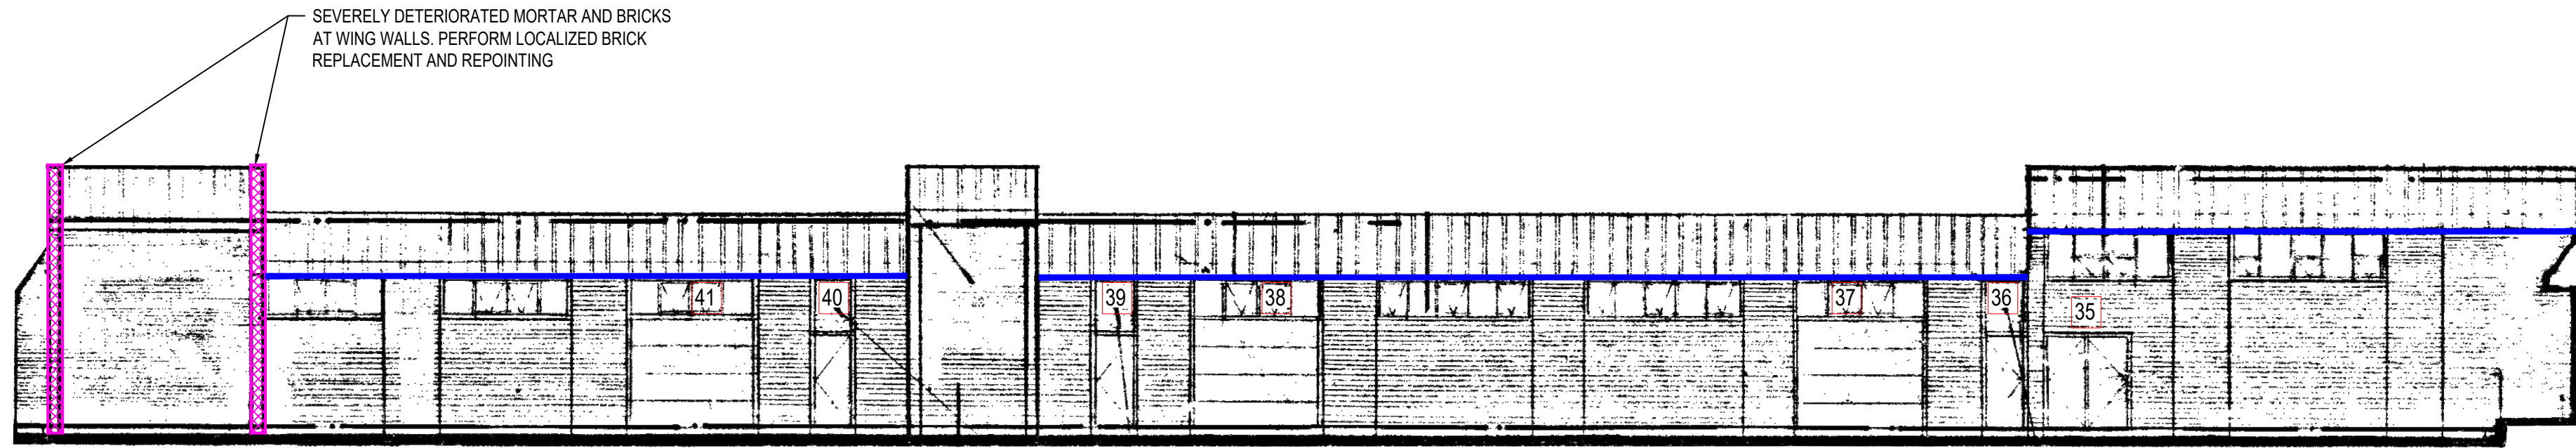 SEVERELY DETERIORATED MORTAR AND BRICKS
AT WING WALLS. PERFORM LOCALIZED BRICK
REPLACEMENT AND REPOINTING
41
40
39
38
37
36
35